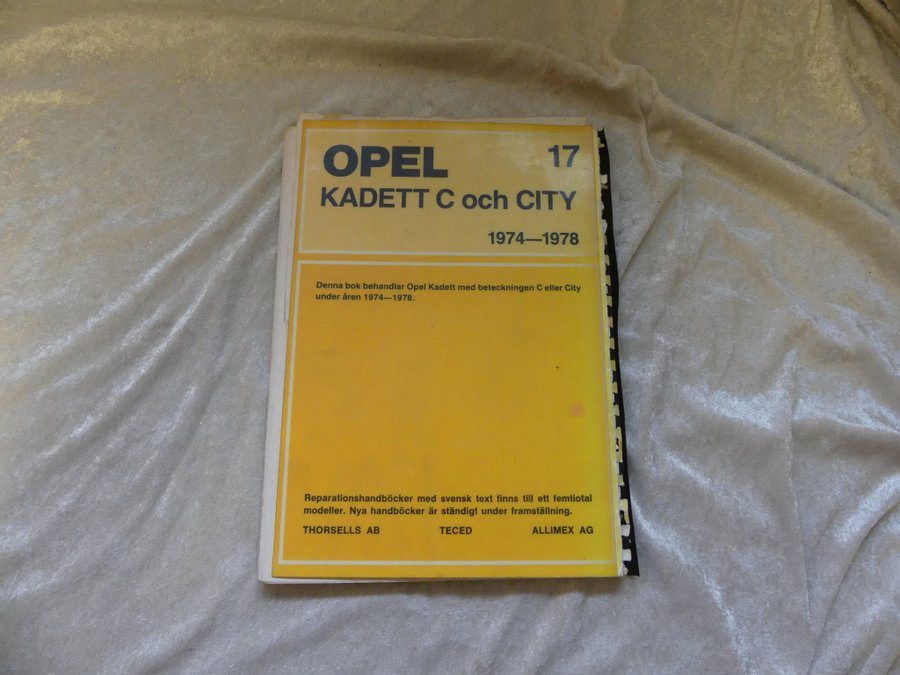 OPEL 17
KADETT C och CITY
1974—1978
Denna bok behandlar Opel Kadett med beteckningen C eller City
under åren 1974—1978.
Reparationshandböcker med svensk text finns till ett femtiotal
modeller. Nya handböcker är ständigt under framställning.
THORSELLS AB TECED ALLIMEX AG